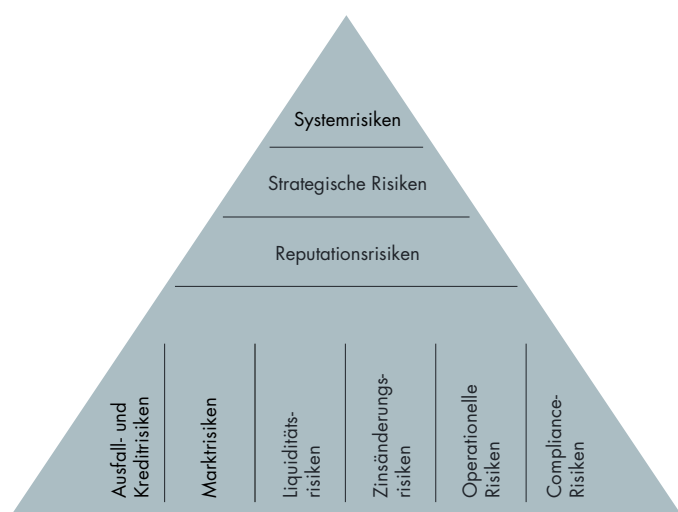 Systemrisiken
Strategische Risiken
Reputationsrisiken
Ausfall- und
Kreditrisiken
Marktrisiken
Liquiditäts-
risiken
Zinsänderungs-
risiken
Operationelle
Risiken
Compliance-
Risiken